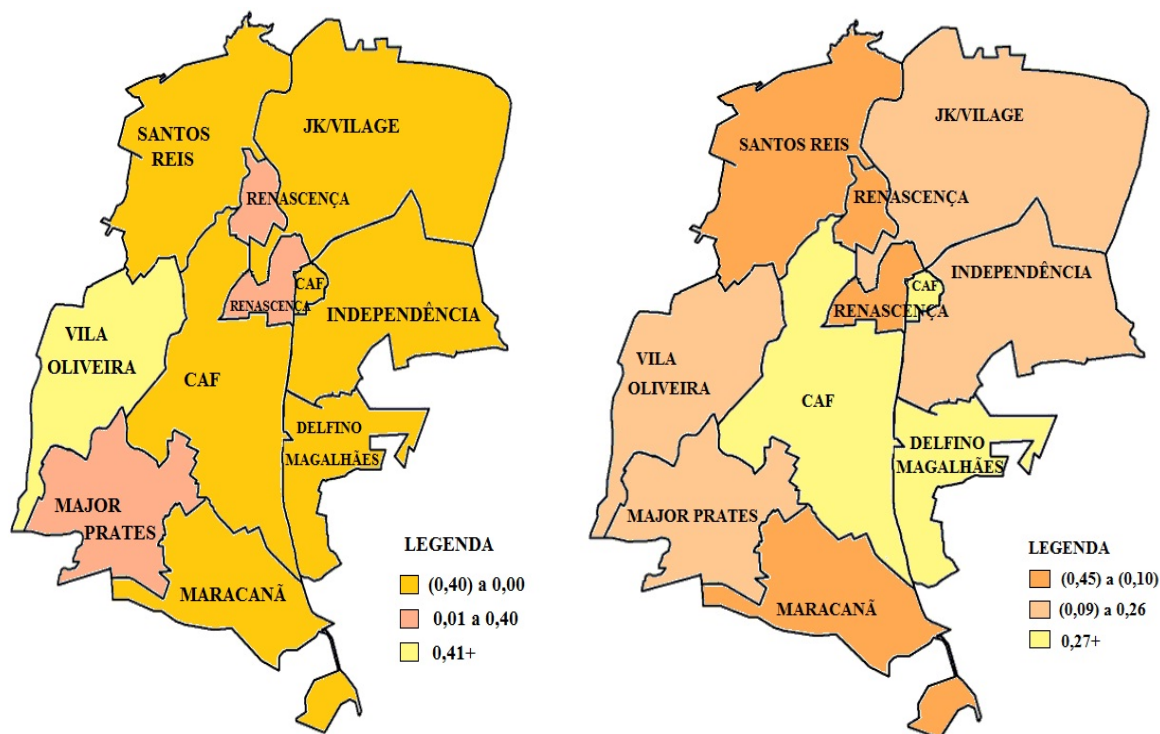 SANTOS
REIS
JK/VILAGE
RENASCENÇA
CAF
RENASCENÇA
INDEPENDÊNCIA
VILA
OLIVEIRA
CAF
DELFINO
MAGALHÃES
MAJOR
PRATES
MARACANÃ
LEGENDA
(0,40) a 0,00
0,01 a 0,40
0,41+
JK/VILAGE
SANTOS REIS
RENASCENÇA
INDEPENDÊNCIA
CAF
RENASCENÇA
VILA
OLIVEIRA
CAF
DELFINO
MAGALHÃES
MAJOR PRATES
MARACANÃ
LEGENDA
(0,45) a (0,10)
(0,09) a 0,26
0,27+